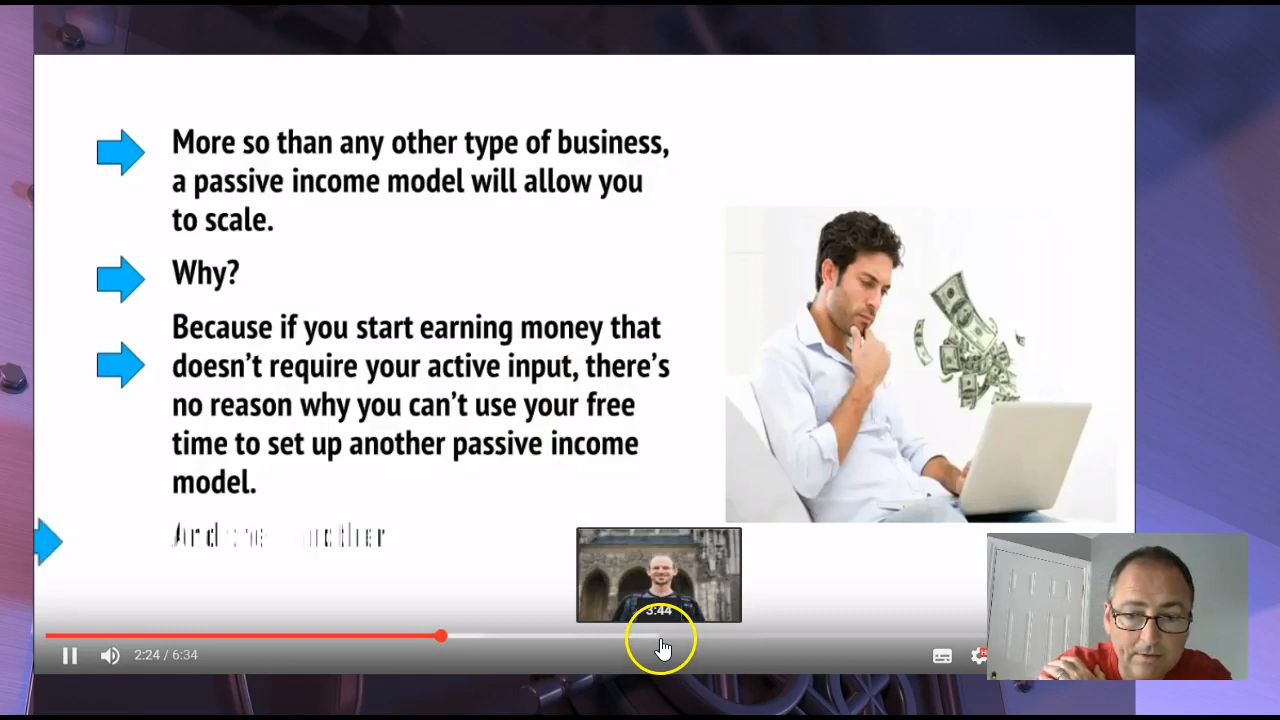 More so than any other type of business,
a passive income model will allow you
to scale.
Why?
Because if you start earning money that
doesn't require your active input, there's
no reason why you can't use your free
time to set up another passive income
model.
3:44
2:24 / 6:34